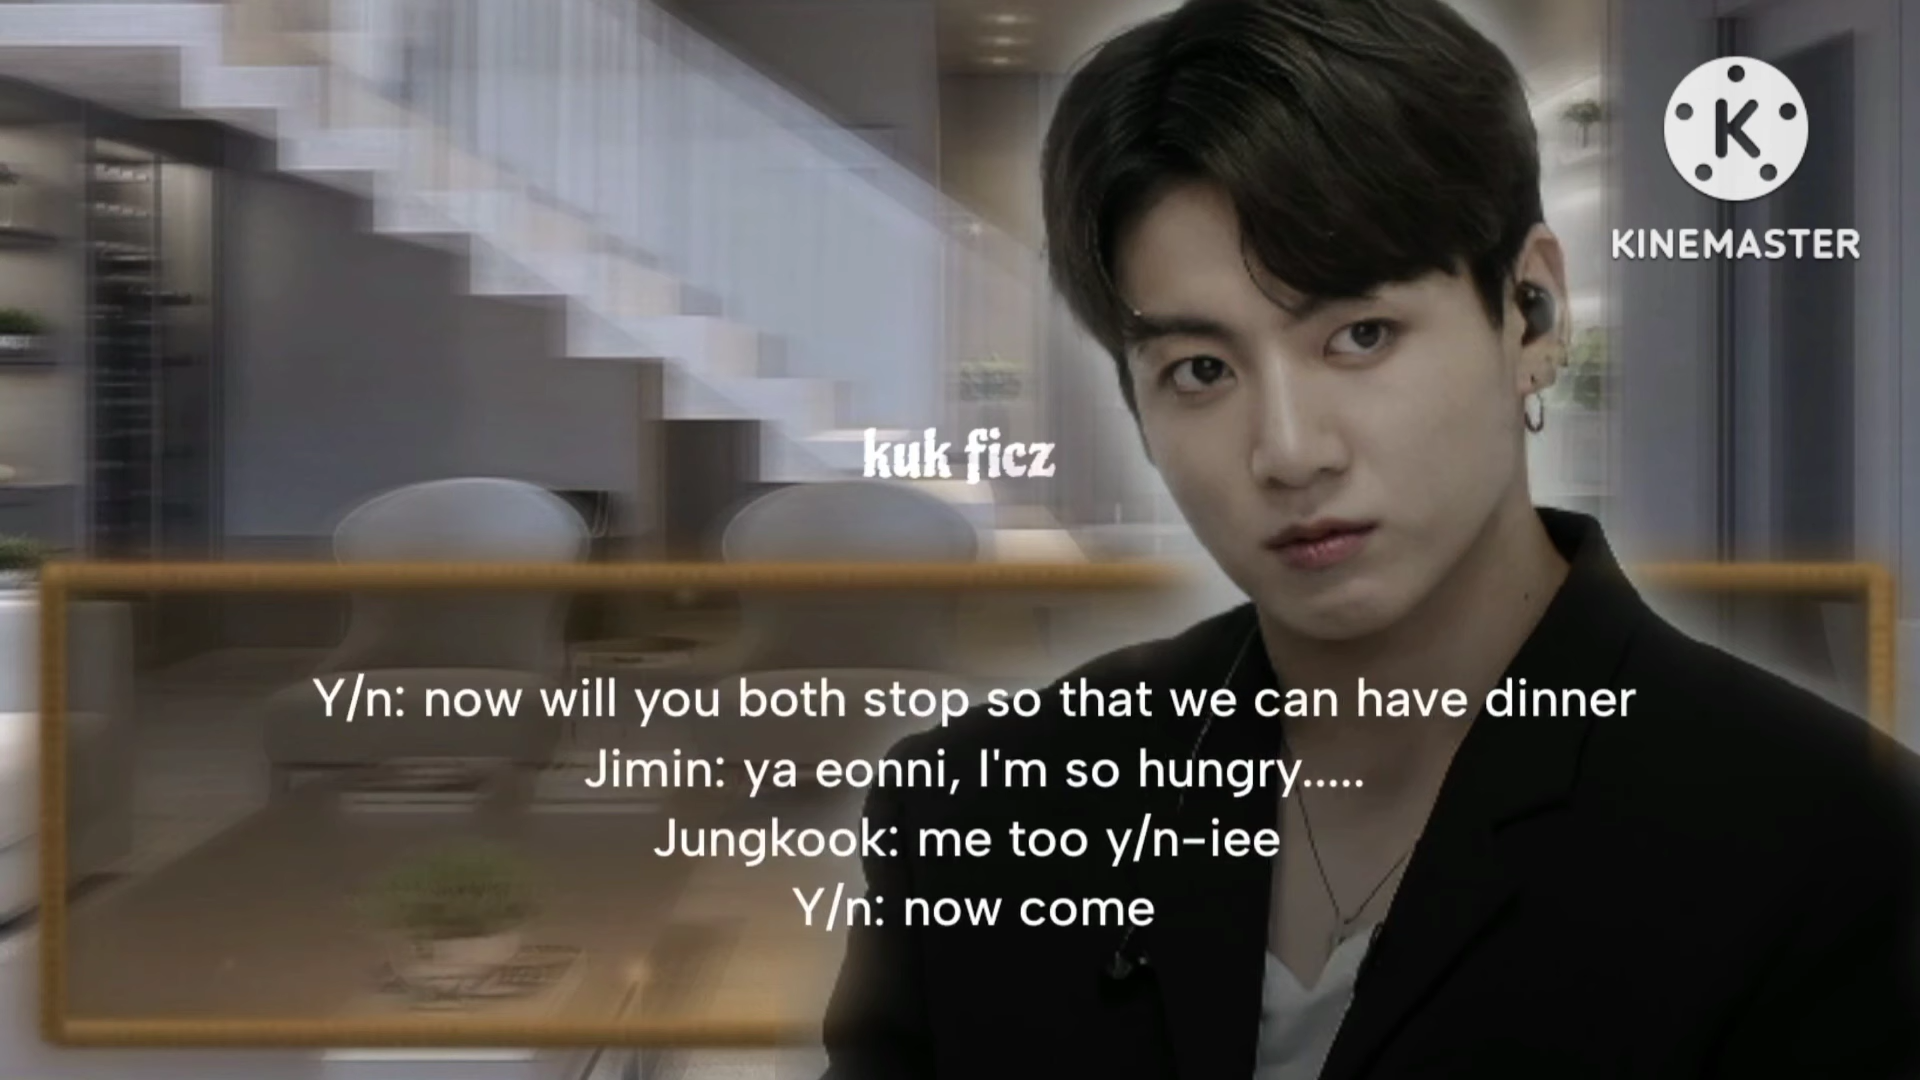 K
KINEMASTER
kuk ficz
Y/n: now will you both stop so that we can have dinner
Jimin: ya eonni, I'm so hungry.....
Jungkook: me too y/n-iee
Y/n: now come